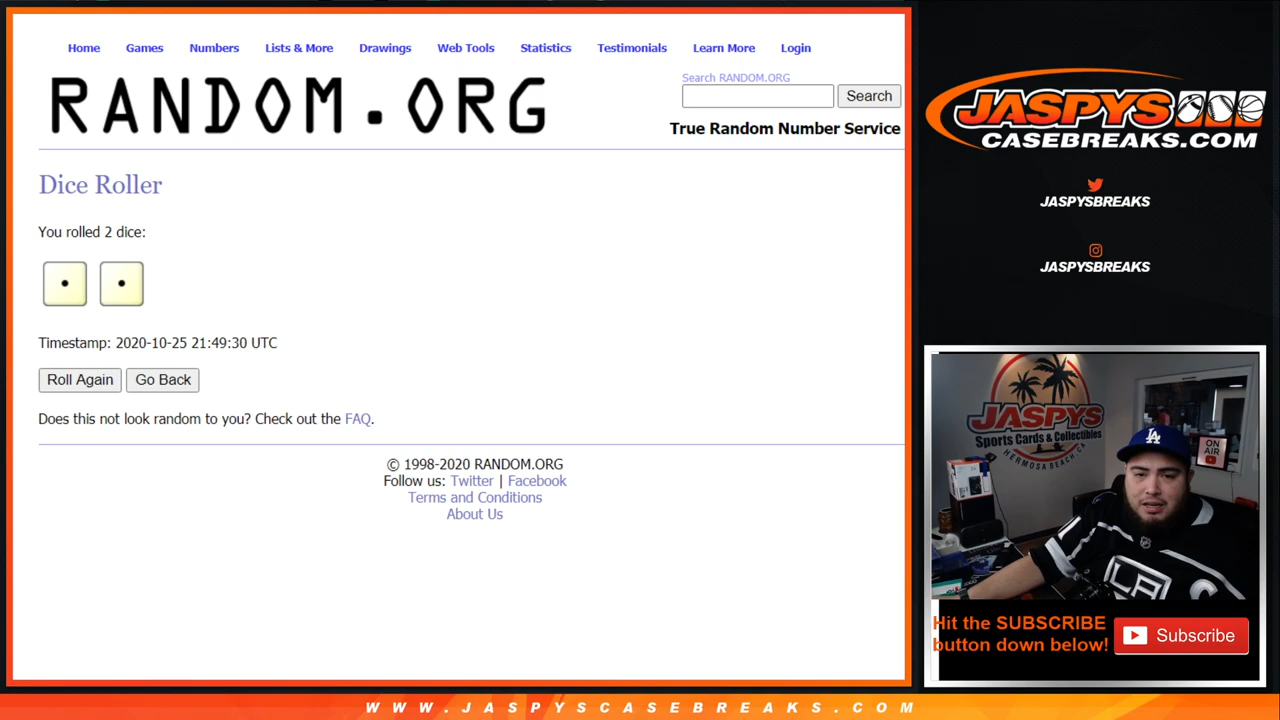 Home Games Numbers Lists & More Drawings Web Tools Statistics Testimonials Learn More Login
RANDOM.ORG
Search RANDOM.ORG
Search
True Random Number Service
Dice Roller
You rolled 2 dice:
Timestamp: 2020-10-25 21:49:30 UTC
Roll Again Go Back
Does this not look random to you? Check out the FAQ.
© 1998-2020 RANDOM.ORG
Follow us: Twitter | Facebook
Terms and Conditions
About Us
JASPYS
CASEBREAKS.COM
JASPYSBREAKS
JASPYSBREAKS
JASPYS
Sports Cards & Collectibles
HERMOSA BEACH, CA
ON
AIR
LA
LA
C
Hit the SUBSCRIBE
button down below!
Subscribe
WWW.JASPYSCASEBREAKS.COM